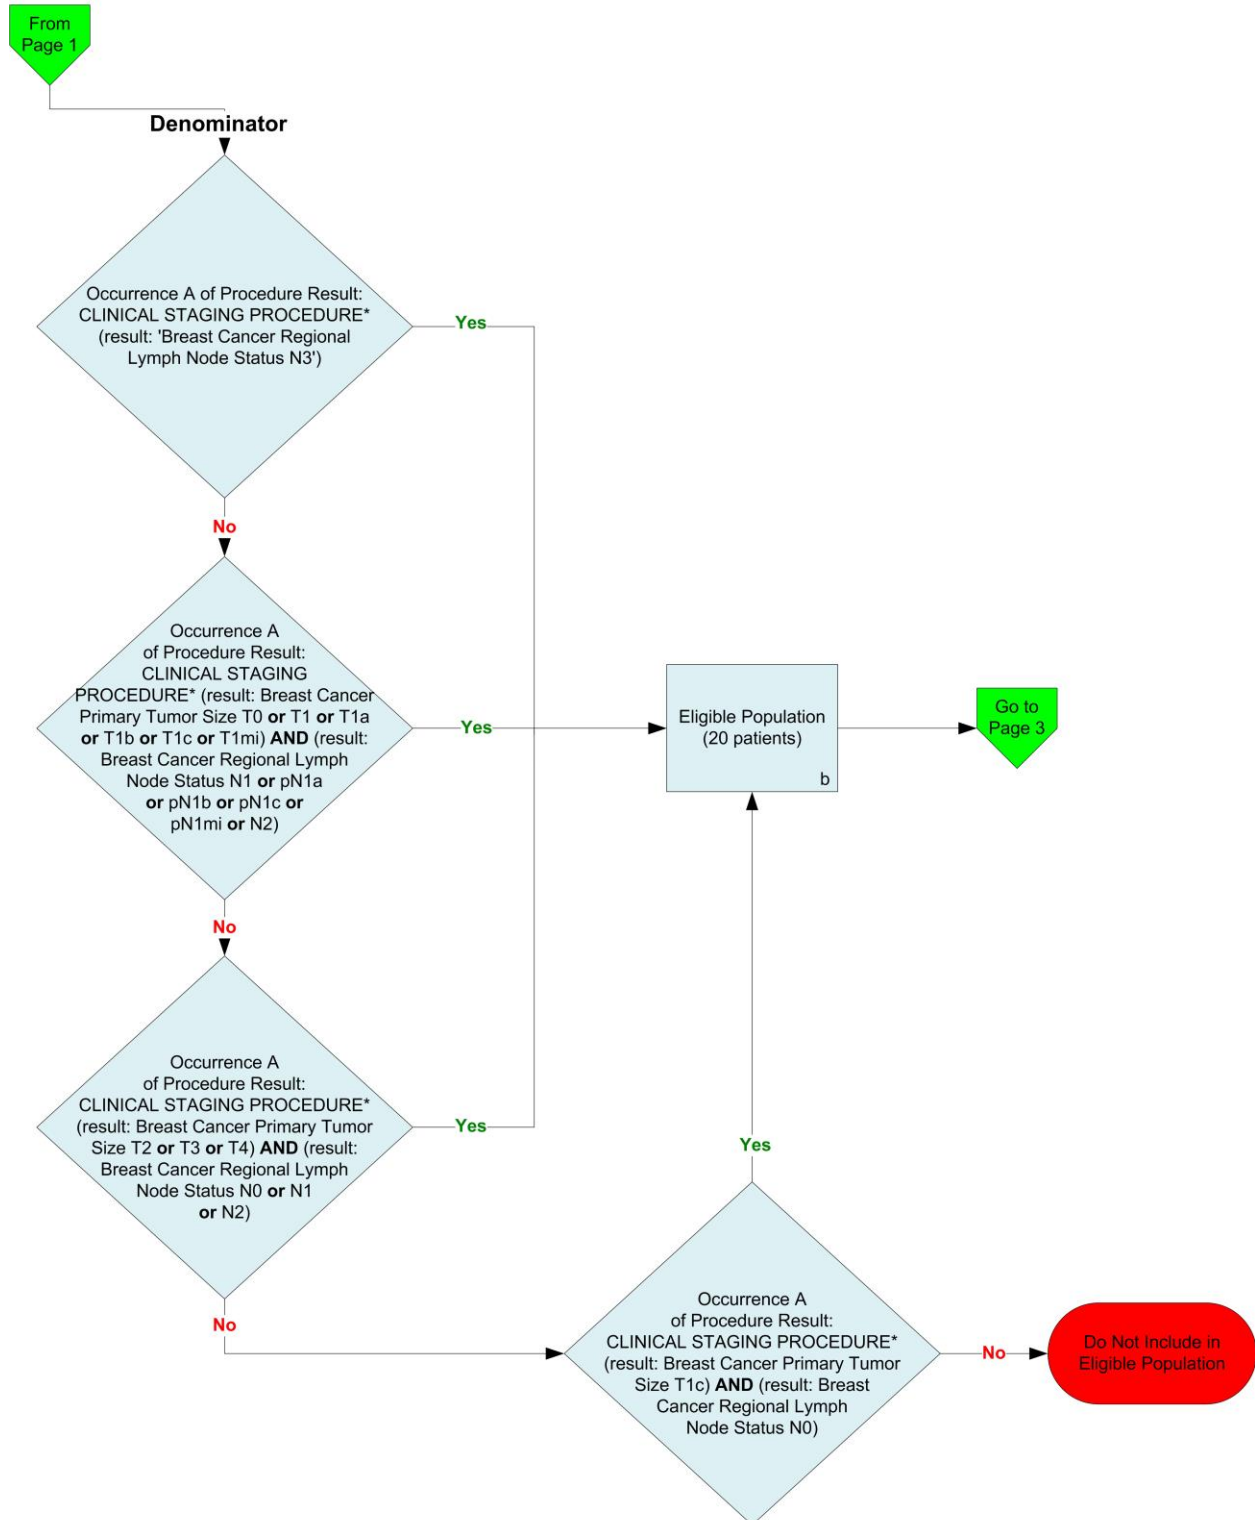 From
Page 1
Denominator
Occurrence A of Procedure Result:
CLINICAL STAGING PROCEDURE*
(result: 'Breast Cancer Regional
Lymph Node Status N3')
Yes
No
Occurrence A
of Procedure Result:
CLINICAL STAGING
PROCEDURE* (result: Breast Cancer
Primary Tumor Size T0 or T1 or T1a
or T1b or T1c or T1mi) AND (result:
Breast Cancer Regional Lymph
Node Status N1 or pN1a
or pN1b or pN1c or
pN1mi or N2)
Yes
Eligible Population
(20 patients)
b
Go to
Page 3
No
Occurrence A
of Procedure Result:
CLINICAL STAGING PROCEDURE*
(result: Breast Cancer Primary Tumor
Size T2 or T3 or T4) AND (result:
Breast Cancer Regional Lymph
Node Status N0 or N1
or N2)
Yes
No
Yes
Occurrence A
of Procedure Result:
CLINICAL STAGING PROCEDURE*
(result: Breast Cancer Primary Tumor
Size T1c) AND (result: Breast
Cancer Regional Lymph
Node Status N0)
No
Do Not Include in
Eligible Population